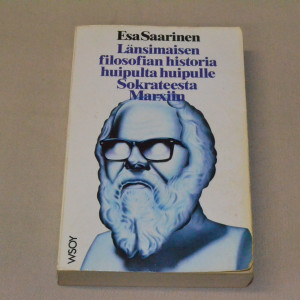 Esa Saarinen
Länsimaisen
filosofian historia
huipulta huipulle
Sokrateesta
Marxiin
WSOY